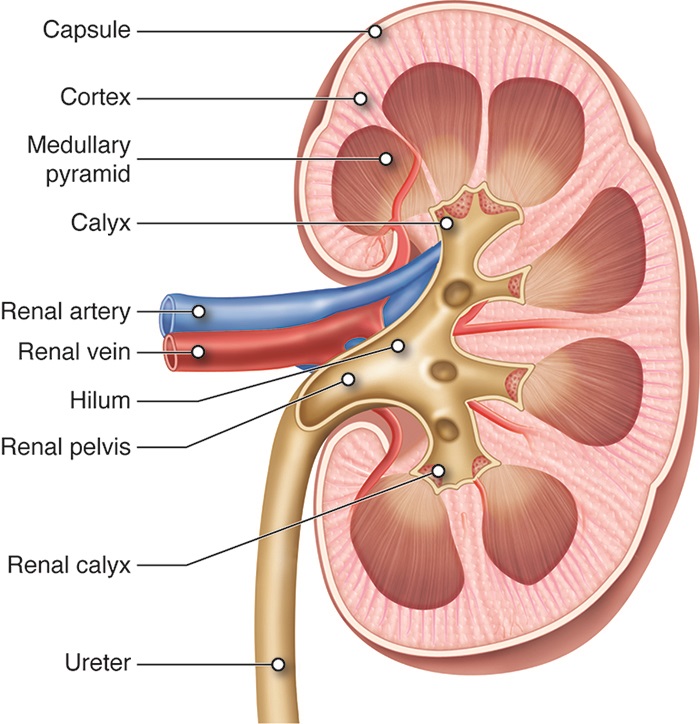 Capsule
Cortex
Medullary
pyramid
Calyx
Renal artery
Renal vein
Hilum
Renal pelvis
Renal calyx
Ureter